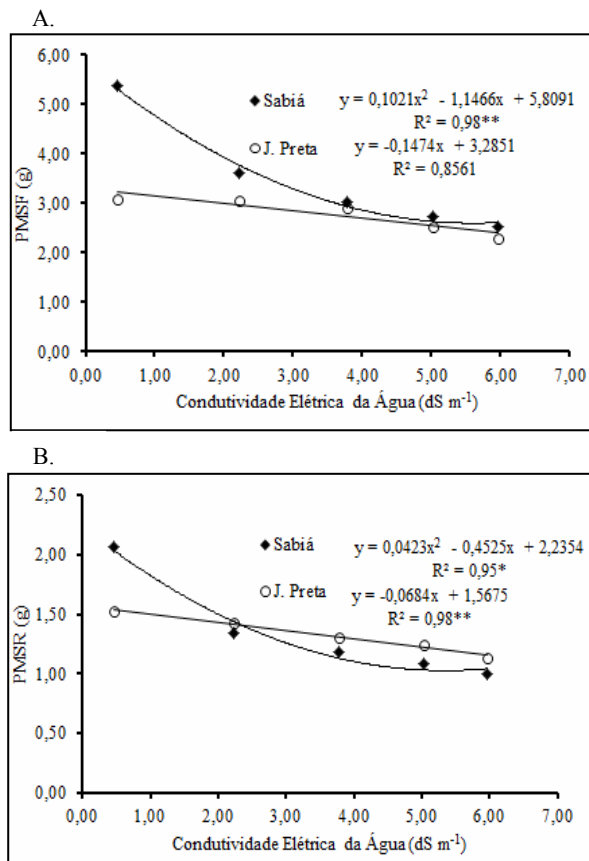 A.
6,00
5,00
4,00
3,00
2,00
1,00
0,00
PMSF (g)
Sabiá y = 0,1021x² - 1,1466x + 5,8091
R² = 0,98**
J. Preta y = -0,1474x + 3,2851
R² = 0,8561
0,00 1,00 2,00 3,00 4,00 5,00 6,00 7,00
Condutividade Elétrica da Água (dS m⁻¹)
B.
2,50
2,00
1,50
1,00
0,50
0,00
PMSR (g)
Sabiá y = 0,0423x² - 0,4525x + 2,2354
R² = 0,95*
J. Preta y = -0,0684x + 1,5675
R² = 0,98**
0,00 1,00 2,00 3,00 4,00 5,00 6,00 7,00
Condutividade Elétrica da Água (dS m⁻¹)